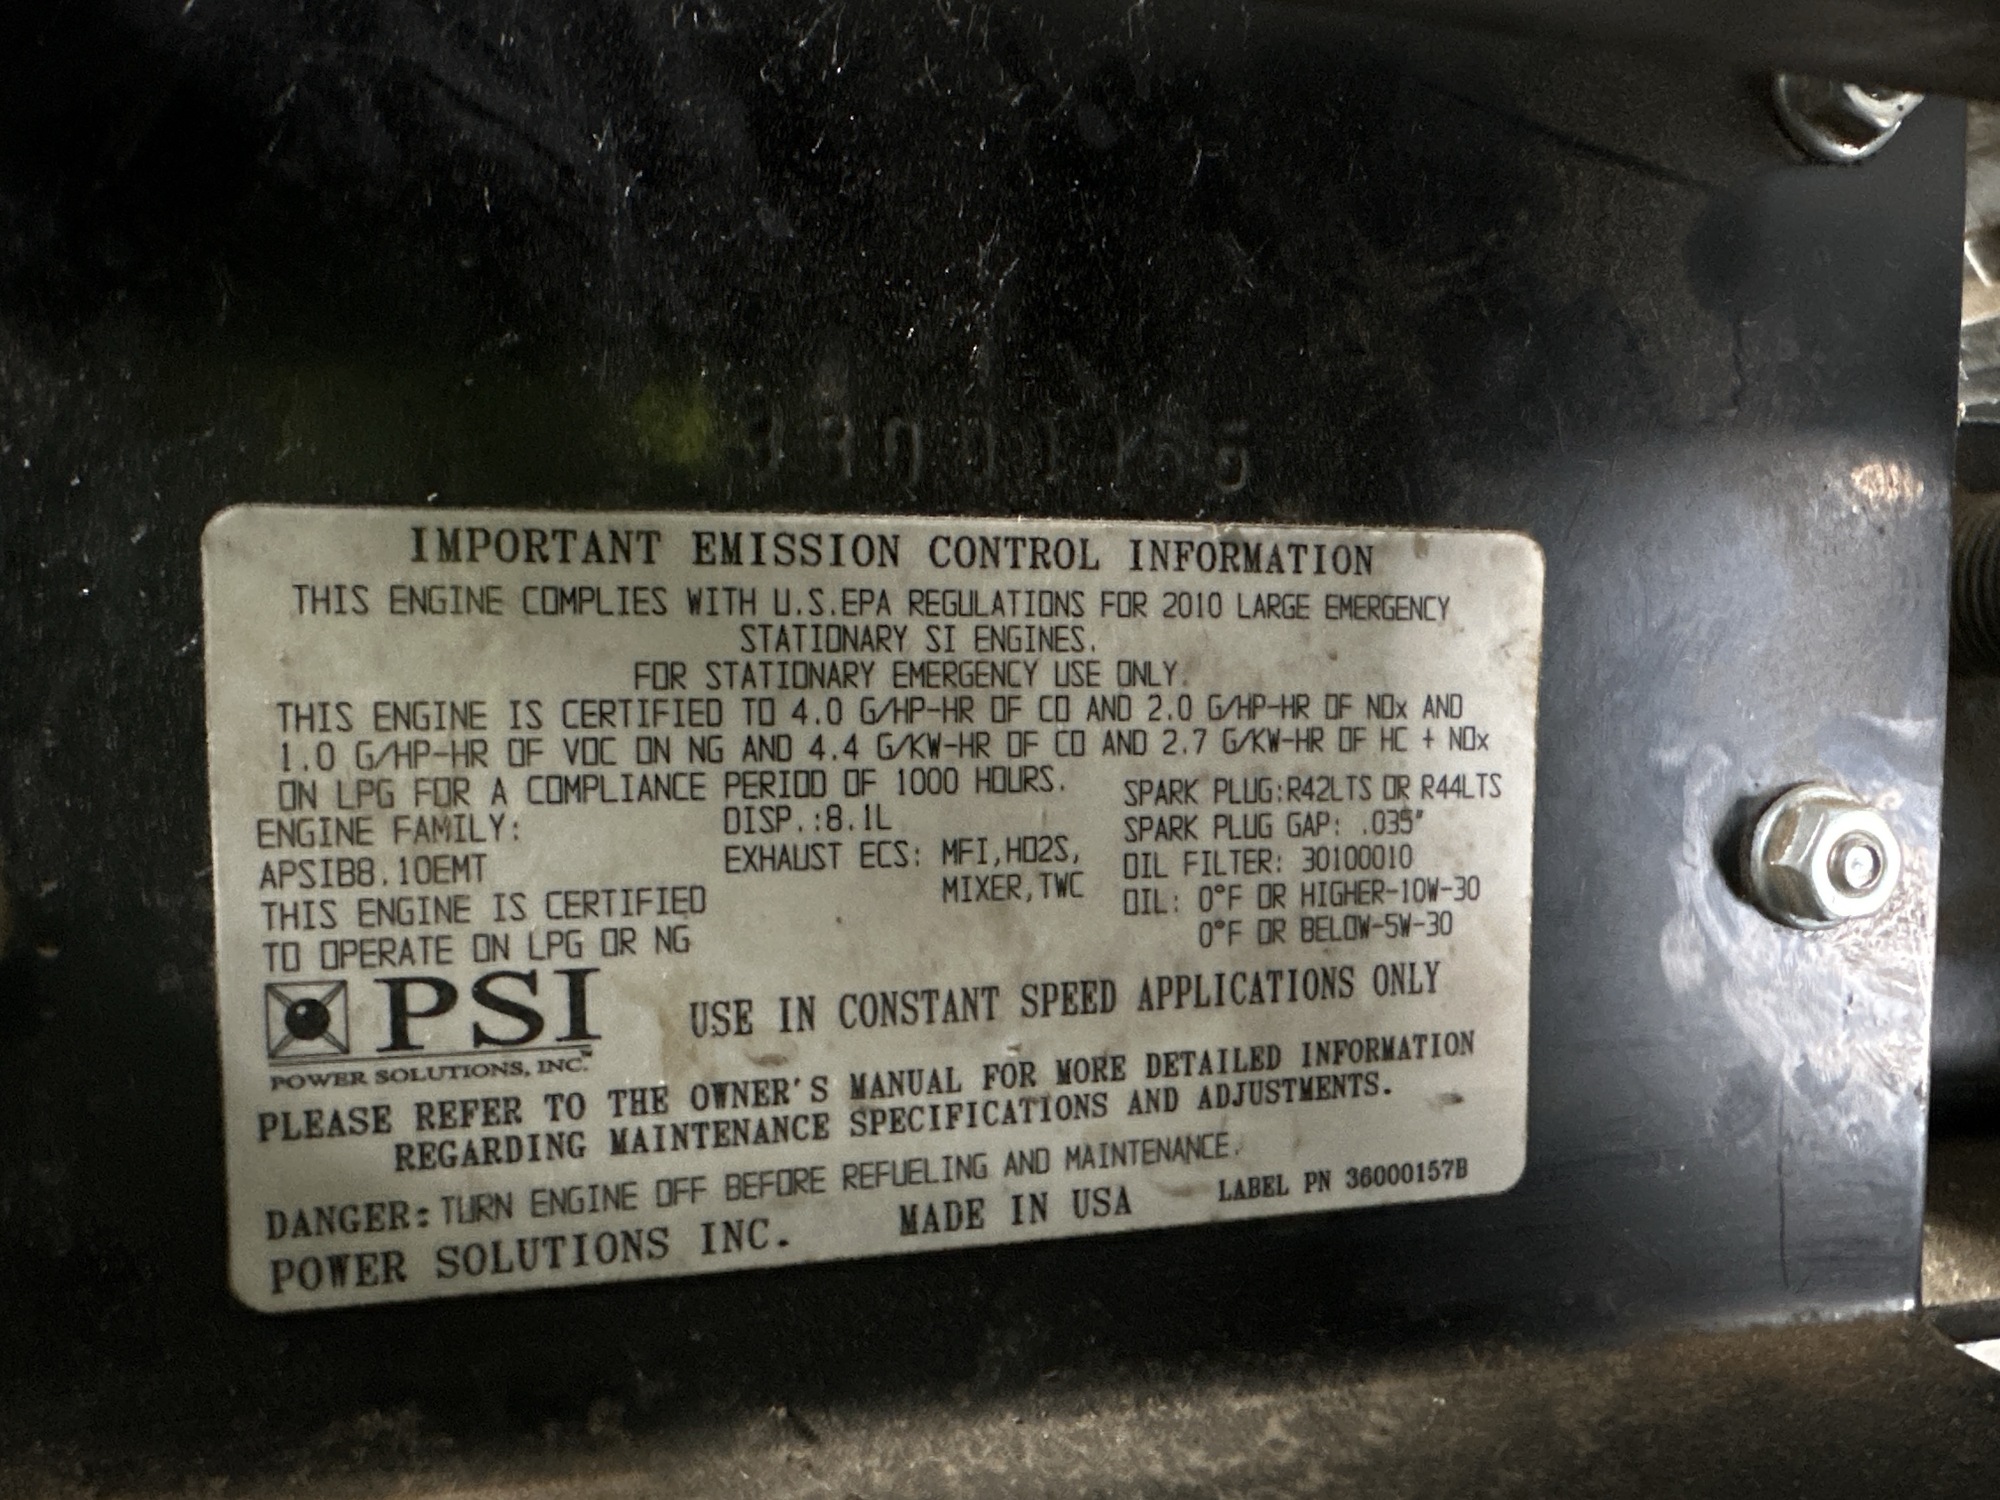 IMPORTANT EMISSION CONTROL INFORMATION
THIS ENGINE COMPLIES WITH U.S.EPA REGULATIONS FOR 2010 LARGE EMERGENCY
STATIONARY SI ENGINES.
FOR STATIONARY EMERGENCY USE ONLY.
THIS ENGINE IS CERTIFIED TO 4.0 G/HP-HR OF CO AND 2.0 G/HP-HR OF NOx AND
1.0 G/HP-HR OF VOC ON NG AND 4.4 G/KW-HR OF CO AND 2.7 G/KW-HR OF HC + NOx
ON LPG FOR A COMPLIANCE PERIOD OF 1000 HOURS.
ENGINE FAMILY:
APSIB8.10EMT
THIS ENGINE IS CERTIFIED
TO OPERATE ON LPG OR NG
DISP.:8.1L
EXHAUST ECS: MFI,HO2S,
MIXER,TWC
SPARK PLUG:R42LTS OR R44LTS
SPARK PLUG GAP: .035"
OIL FILTER: 30100010
OIL: 0°F OR HIGHER-10W-30
0°F OR BELOW-5W-30
PSI
POWER SOLUTIONS, INC.™
USE IN CONSTANT SPEED APPLICATIONS ONLY
PLEASE REFER TO THE OWNER'S MANUAL FOR MORE DETAILED INFORMATION
REGARDING MAINTENANCE SPECIFICATIONS AND ADJUSTMENTS.
DANGER: TURN ENGINE OFF BEFORE REFUELING AND MAINTENANCE.
POWER SOLUTIONS INC. MADE IN USA LABEL PN 36000157B